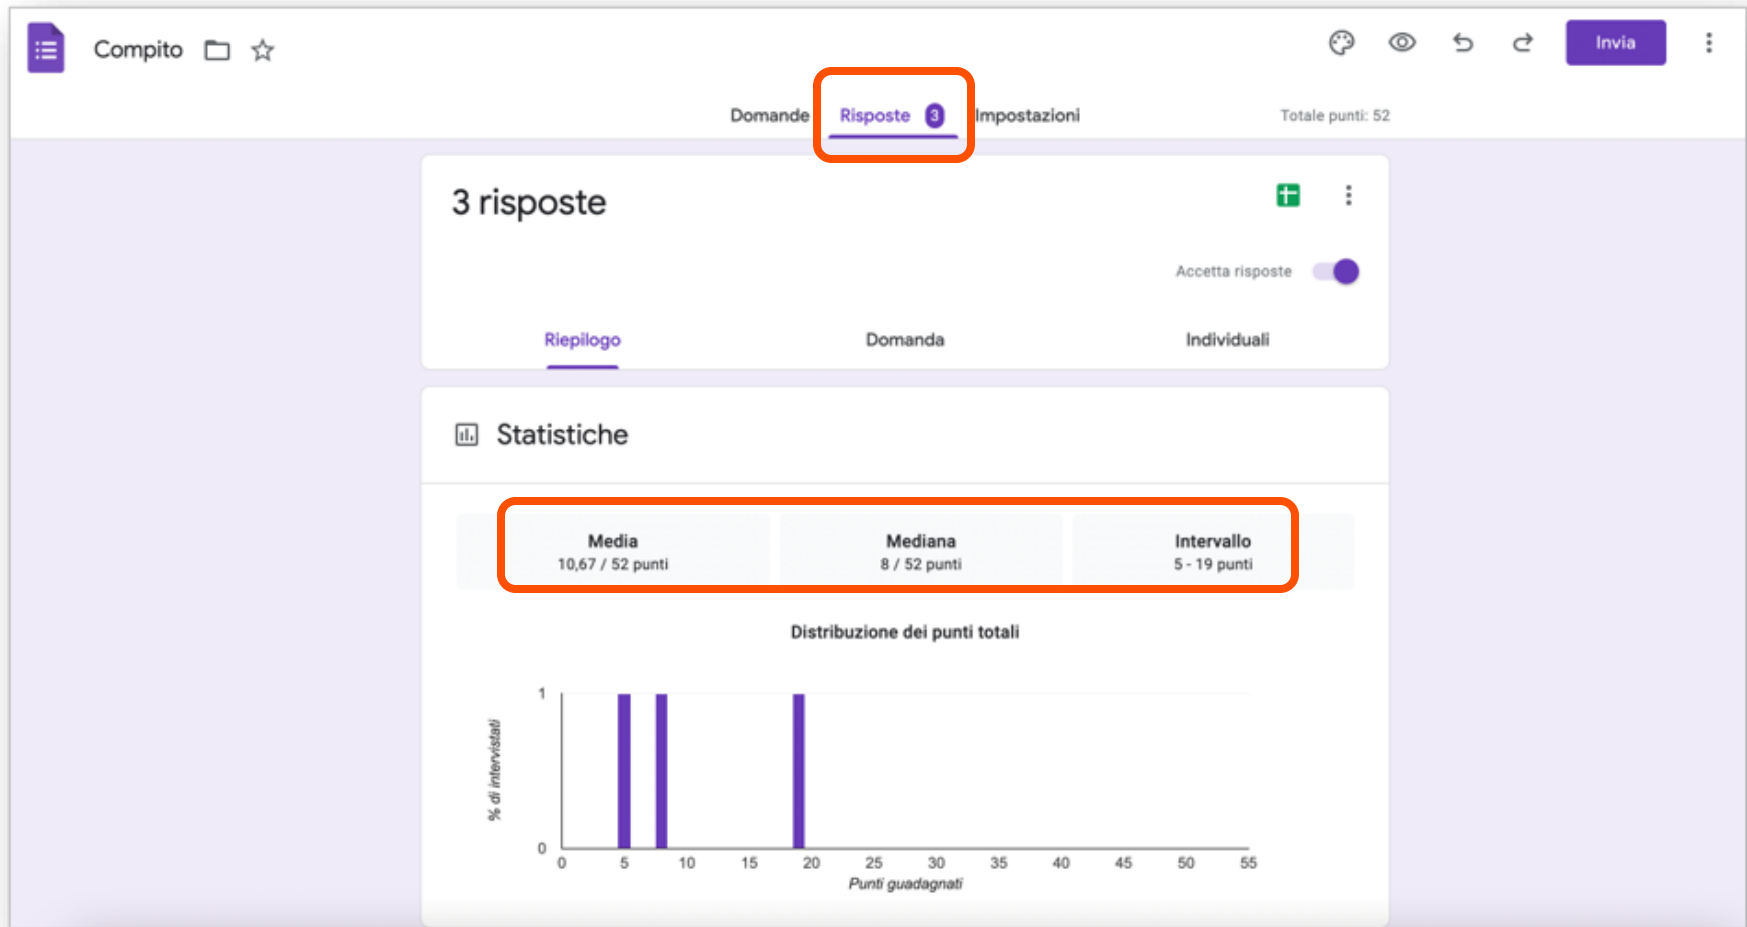 Compito
Invia
Domande Risposte 3 Impostazioni
Totale punti: 52
3 risposte
Accetta risposte
Riepilogo Domanda Individuali
Statistiche
Media Mediana Intervallo
10,67 / 52 punti 8 / 52 punti 5 - 19 punti
Distribuzione dei punti totali
1
% di intervistati
0
0 5 10 15 20 25 30 35 40 45 50 55
Punti guadagnati